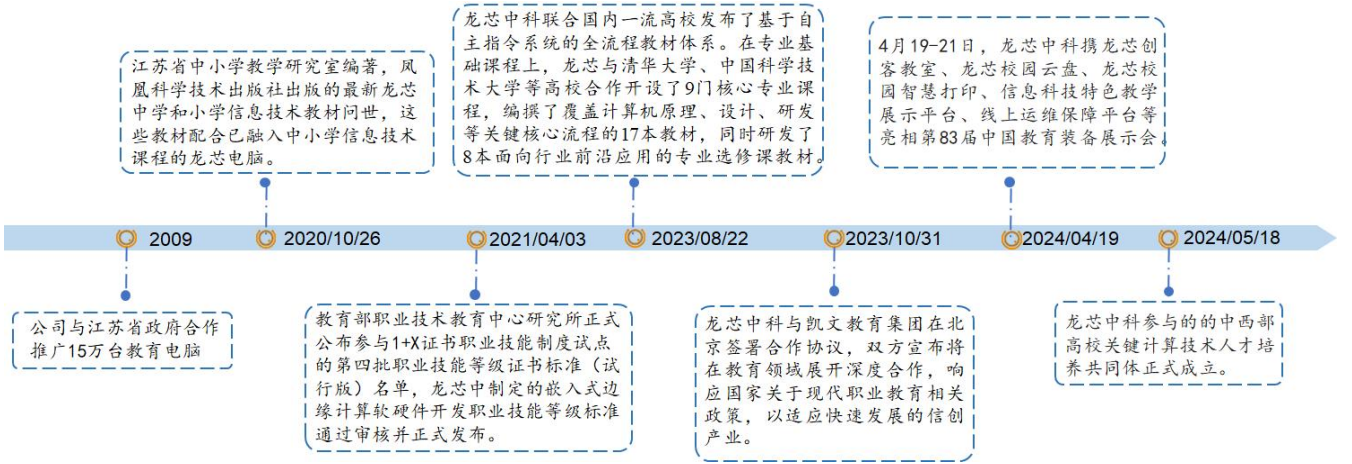 江苏省中小学教学研究室编著，凤
凰科学技术出版社出版的最新龙芯
中学和小学信息技术教材问世，这
些教材配合已融入中小学信息技术
课程的龙芯电脑。
龙芯中科联合国内一流高校发布了基于自
主指令系统的全流程教材体系。在专业基
础课程上，龙芯与清华大学、中国科学技
术大学等高校合作开设了9门核心专业课
程，编撰了覆盖计算机原理、设计、研发
等关键核心流程的17本教材，同时研发了
8本面向行业前沿应用的专业选修课教材。
4月19-21日，龙芯中科携龙芯创
客教室、龙芯校园云盘、龙芯校
园智慧打印、信息科技特色教学
展示平台、线上运维保障平台等
亮相第83届中国教育装备展示会。
2009
2020/10/26
2021/04/03
2023/08/22
2023/10/31
2024/04/19
2024/05/18
公司与江苏省政府合作
推广15万台教育电脑
教育部职业技术教育中心研究所正式
公布参与1+X证书职业技能制度试点
的第四批职业技能等级证书标准（试
行版）名单，龙芯中制定的嵌入式边
缘计算软硬件开发职业技能等级标准
通过审核并正式发布。
龙芯中科与凯文教育集团在北
京签署合作协议，双方宣布将
在教育领域展开深度合作，响
应国家关于现代职业教育相关
政策，以适应快速发展的信创
产业。
龙芯中科参与的的中西部
高校关键计算技术人才培
养共同体正式成立。